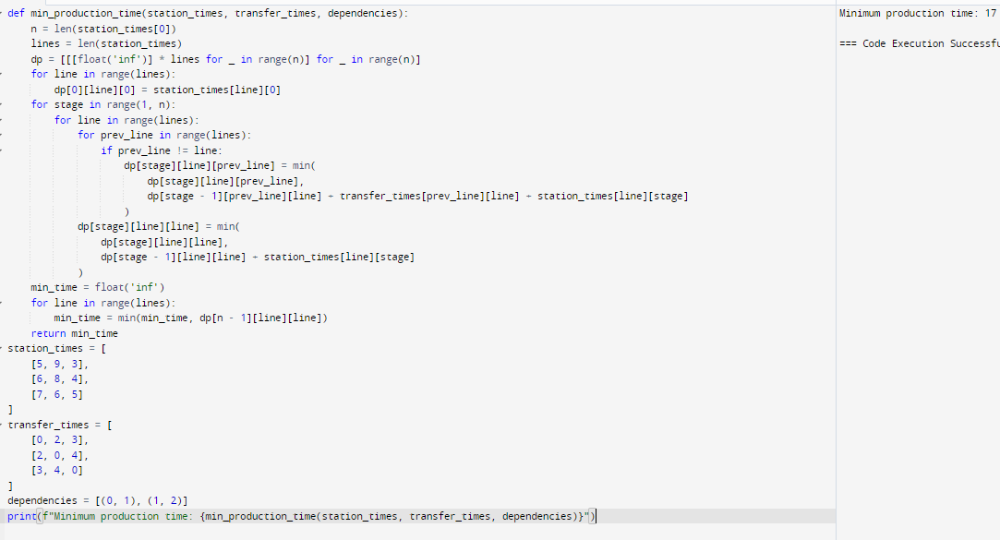 def min_production_time(station_times, transfer_times, dependencies):
    n = len(station_times[0])
    lines = len(station_times)
    dp = [[[float('inf')] * lines for _ in range(n)] for _ in range(n)]
    for line in range(lines):
        dp[0][line][0] = station_times[line][0]
    for stage in range(1, n):
        for line in range(lines):
            for prev_line in range(lines):
                if prev_line != line:
                    dp[stage][line][prev_line] = min(
                        dp[stage][line][prev_line],
                        dp[stage - 1][prev_line][line] + transfer_times[prev_line][line] + station_times[line][stage]
                    )
            dp[stage][line][line] = min(
                dp[stage][line][line],
                dp[stage - 1][line][line] + station_times[line][stage]
            )
    min_time = float('inf')
    for line in range(lines):
        min_time = min(min_time, dp[n - 1][line][line])
    return min_time
station_times = [
    [5, 9, 3],
    [6, 8, 4],
    [7, 6, 5]
]
transfer_times = [
    [0, 2, 3],
    [2, 0, 4],
    [3, 4, 0]
]
dependencies = [(0, 1), (1, 2)]
print(f"Minimum production time: {min_production_time(station_times, transfer_times, dependencies)}")
Minimum production time: 17
=== Code Execution Successfu